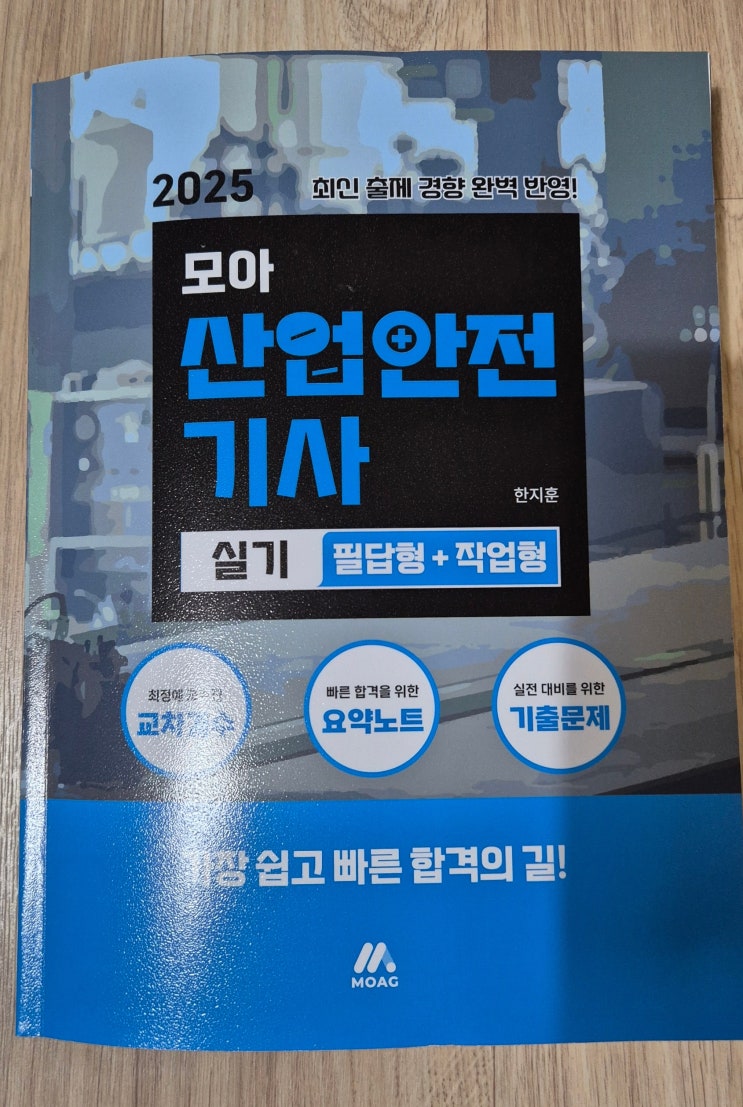 2025
최신 출제 경향 완벽 반영!
모아
산업안전
기사
한지훈
실기
필답형 + 작업형
빠른 합격을 위한
요약노트
실전 대비를 위한
기출문제
쉽고 빠른 합격의 길!
MOAG